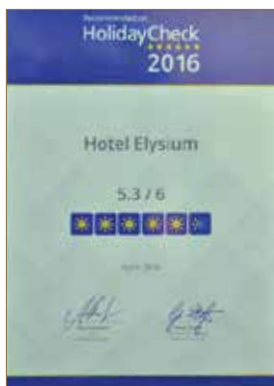 Recommended on
HolidayCheck
2016
Hotel Elysium
5.3 / 6